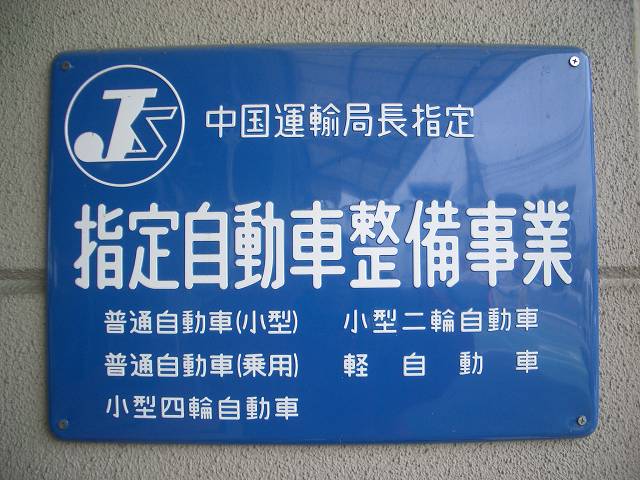 JS
中国運輸局長指定
指定自動車整備事業
普通自動車(小型) 小型二輪自動車
普通自動車(乗用) 軽自動車
小型四輪自動車